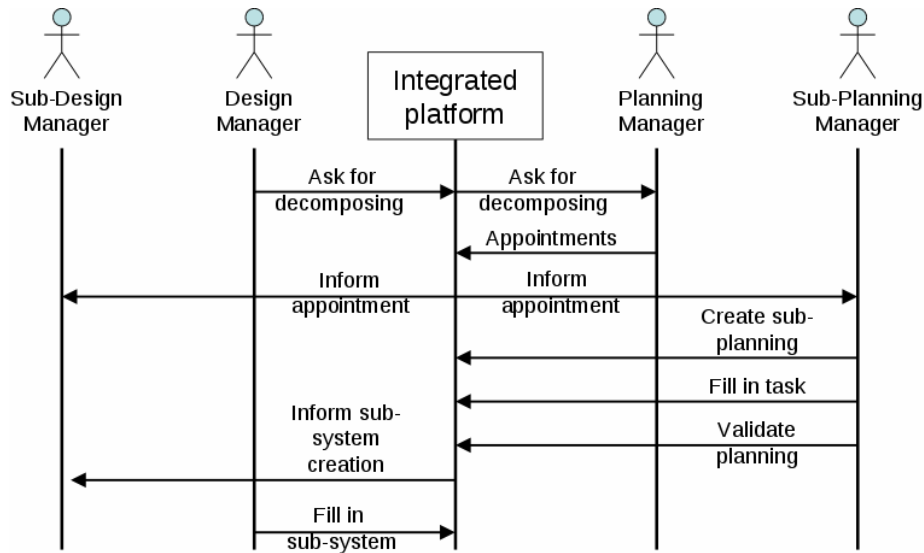 Sub-Design
Manager
Design
Manager
Integrated
platform
Planning
Manager
Sub-Planning
Manager
Ask for
decomposing
Ask for
decomposing
Appointments
Inform
appointment
Inform
appointment
Create sub-
planning
Fill in task
Inform sub-
system
creation
Validate
planning
Fill in
sub-system